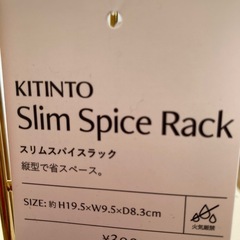 KITINTO
Slim Spice Rack
スリムスパイスラック
縦型で省スペース。
SIZE: 約 H19.5×W9.5×D8.3cm
火気厳禁